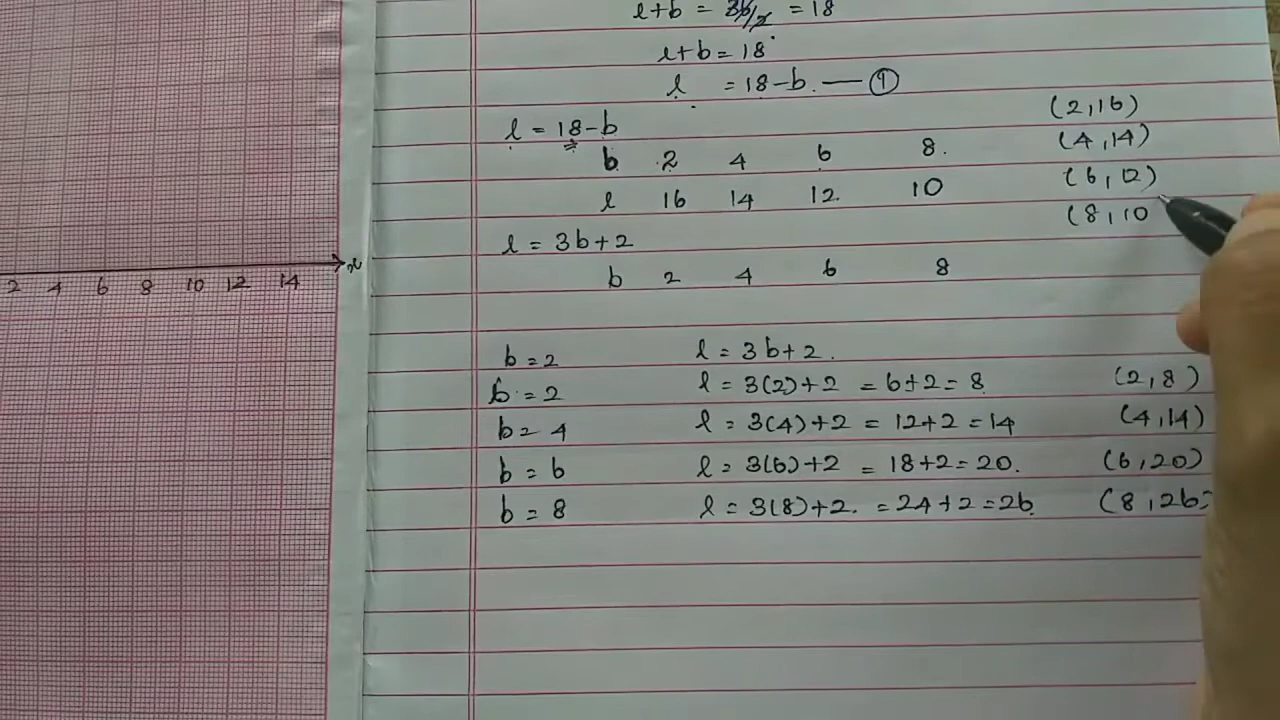 l+b = 36/2 = 18
l+b = 18
l = 18-b. — ①
l = 18-b
b 2 4 6 8.
l 16 14 12 10
(2,16)
(4,14)
(6,12)
(8,10
l = 3b+2
b 2 4 6 8
b = 2 l = 3b+2.
b = 2 l = 3(2)+2 = 6+2 = 8 (2,8)
b = 4 l = 3(4)+2 = 12+2 = 14 (4,14)
b = 6 l = 3(6)+2 = 18+2 = 20. (6,20)
b = 8 l = 3(8)+2. = 24+2 = 26. (8,26)
x
2 4 6 8 10 12 14